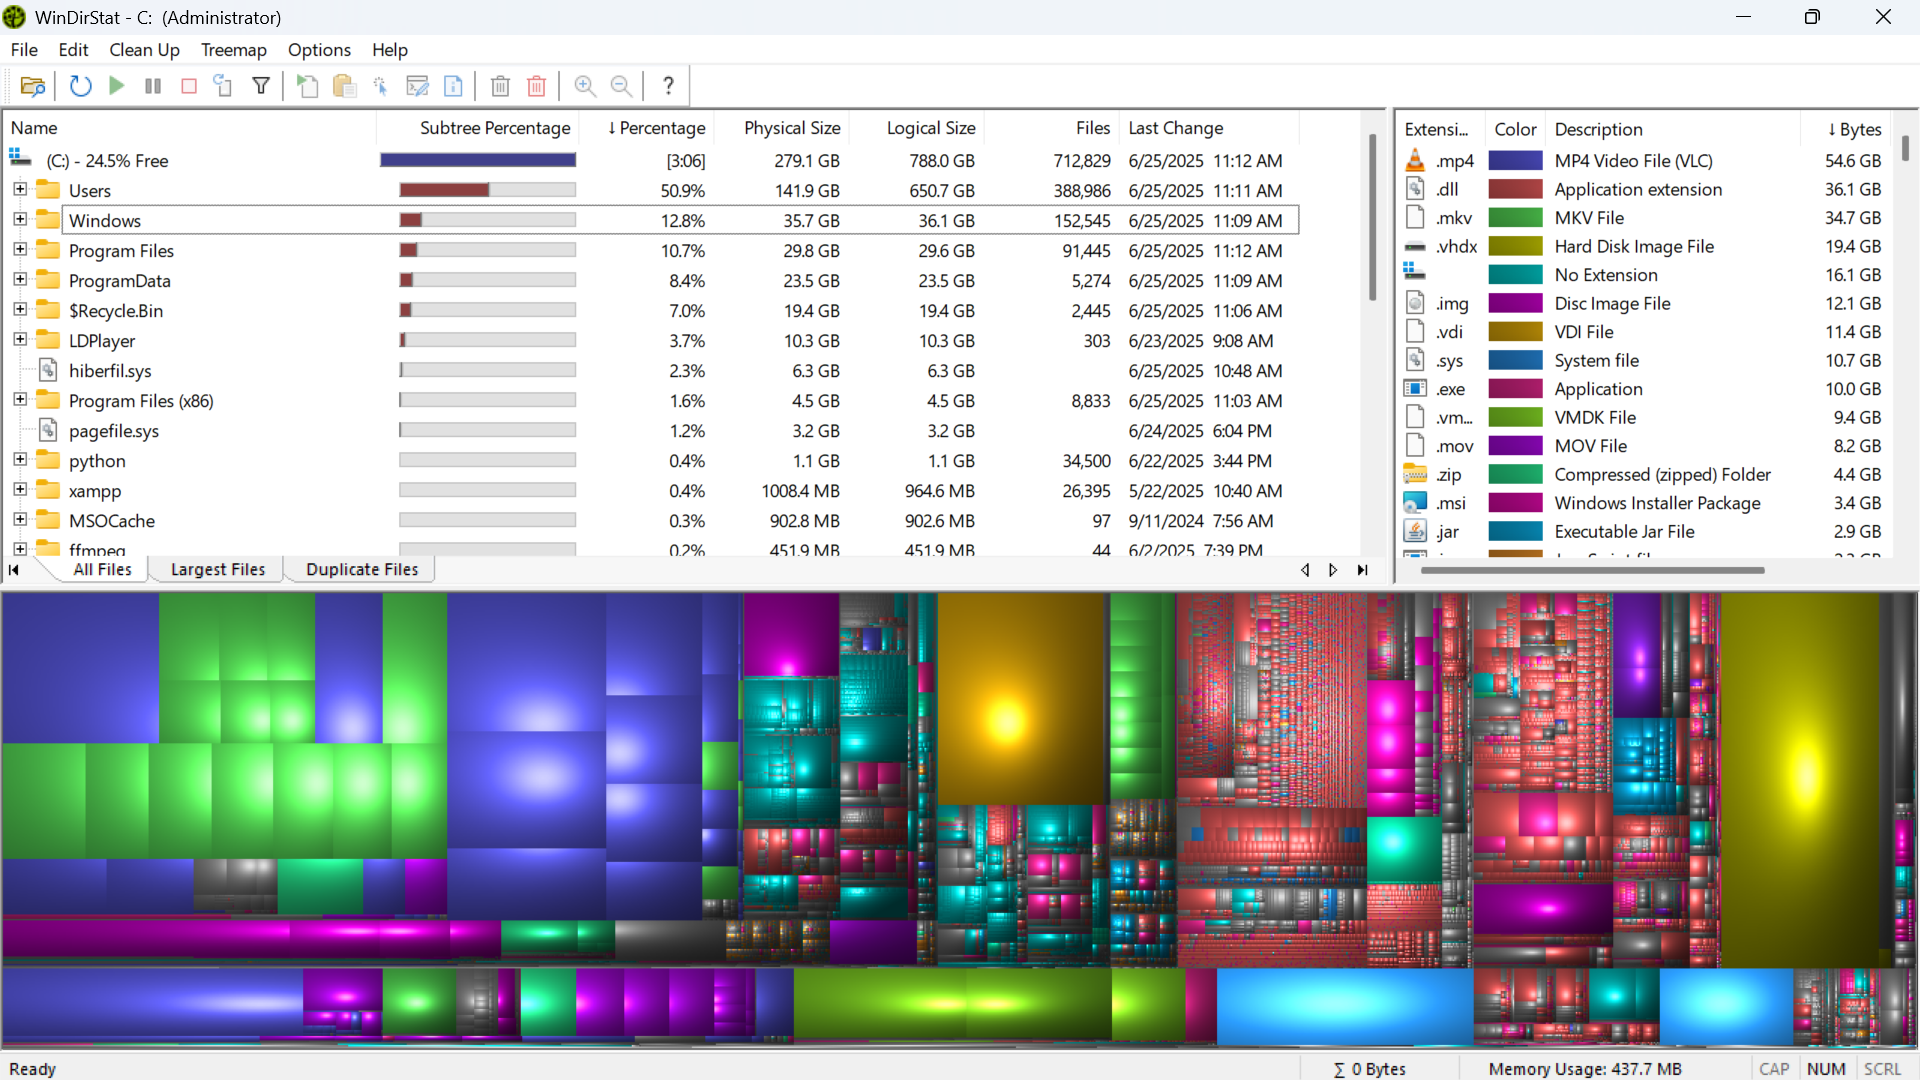 WinDirStat - C: (Administrator)
File Edit Clean Up Treemap Options Help
?
Name Subtree Percentage ↓ Percentage Physical Size Logical Size Files Last Change
(C:) - 24.5% Free [3:06] 279.1 GB 788.0 GB 712,829 6/25/2025 11:12 AM
Users 50.9% 141.9 GB 650.7 GB 388,986 6/25/2025 11:11 AM
Windows 12.8% 35.7 GB 36.1 GB 152,545 6/25/2025 11:09 AM
Program Files 10.7% 29.8 GB 29.6 GB 91,445 6/25/2025 11:12 AM
ProgramData 8.4% 23.5 GB 23.5 GB 5,274 6/25/2025 11:09 AM
$Recycle.Bin 7.0% 19.4 GB 19.4 GB 2,445 6/25/2025 11:06 AM
LDPlayer 3.7% 10.3 GB 10.3 GB 303 6/23/2025 9:08 AM
hiberfil.sys 2.3% 6.3 GB 6.3 GB 6/25/2025 10:48 AM
Program Files (x86) 1.6% 4.5 GB 4.5 GB 8,833 6/25/2025 11:03 AM
pagefile.sys 1.2% 3.2 GB 3.2 GB 6/24/2025 6:04 PM
python 0.4% 1.1 GB 1.1 GB 34,500 6/22/2025 3:44 PM
xampp 0.4% 1008.4 MB 964.6 MB 26,395 5/22/2025 10:40 AM
MSOCache 0.3% 902.8 MB 902.6 MB 97 9/11/2024 7:56 AM
ffmpeg 0.2% 451.9 MB 451.9 MB 44 6/2/2025 7:39 PM
All Files Largest Files Duplicate Files
Extensi... Color Description ↓ Bytes
.mp4 MP4 Video File (VLC) 54.6 GB
.dll Application extension 36.1 GB
.mkv MKV File 34.7 GB
.vhdx Hard Disk Image File 19.4 GB
No Extension 16.1 GB
.img Disc Image File 12.1 GB
.vdi VDI File 11.4 GB
.sys System file 10.7 GB
.exe Application 10.0 GB
.vm... VMDK File 9.4 GB
.mov MOV File 8.2 GB
.zip Compressed (zipped) Folder 4.4 GB
.msi Windows Installer Package 3.4 GB
.jar Executable Jar File 2.9 GB
Ready ∑ 0 Bytes Memory Usage: 437.7 MB CAP NUM SCRL